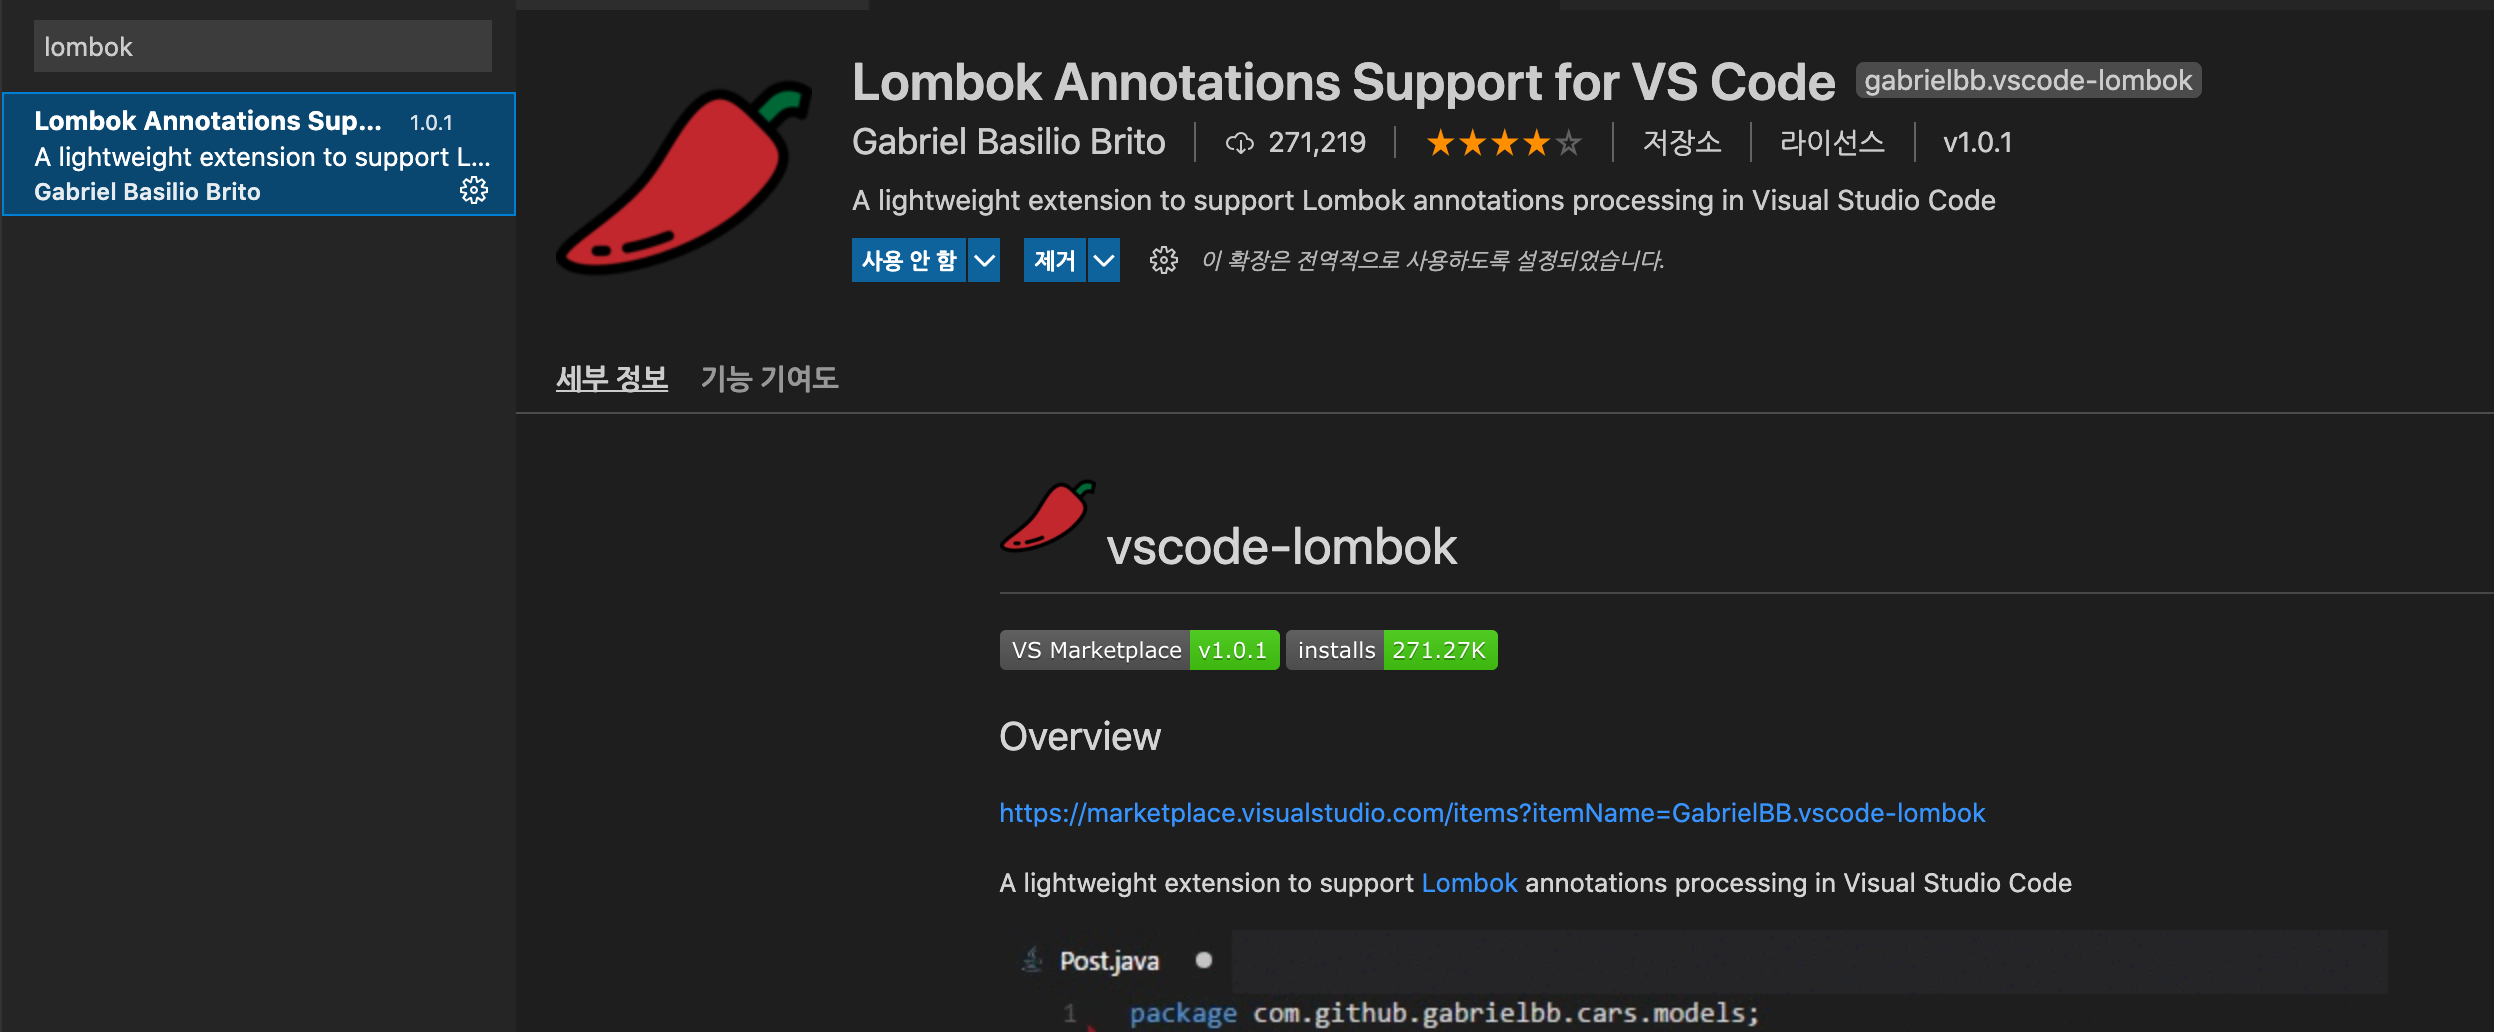 lombok
Lombok Annotations Sup... 1.0.1
A lightweight extension to support L...
Gabriel Basilio Brito
Lombok Annotations Support for VS Code gabrielbb.vscode-lombok
Gabriel Basilio Brito 271,219 저장소 라이선스 v1.0.1
A lightweight extension to support Lombok annotations processing in Visual Studio Code
사용 안 함 제거 이 확장은 전역적으로 사용하도록 설정되었습니다.
세부 정보 기능 기여도
vscode-lombok
VS Marketplace v1.0.1 installs 271.27K
Overview
https://marketplace.visualstudio.com/items?itemName=GabrielBB.vscode-lombok
A lightweight extension to support Lombok annotations processing in Visual Studio Code
Post.java
1 package com.github.gabrielbb.cars.models;